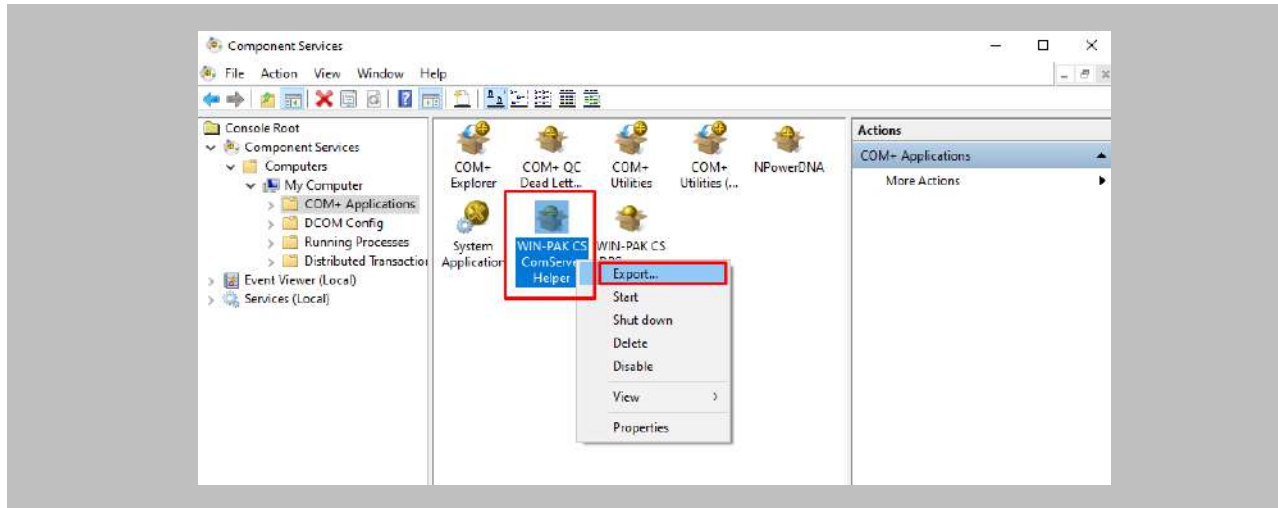 Component Services
File Action View Window Help
Console Root
Component Services
Computers
My Computer
COM+ Applications
DCOM Config
Running Processes
Distributed Transaction
Event Viewer (Local)
Services (Local)
COM+
Explorer
COM+ QC
Dead Lett...
COM+
Utilities
COM+
Utilities (...
NPowerDNA
System
Application
WIN-PAK CS
ComServer
Helper
WIN-PAK CS
Export...
Start
Shut down
Delete
Disable
View
Properties
Actions
COM+ Applications
More Actions